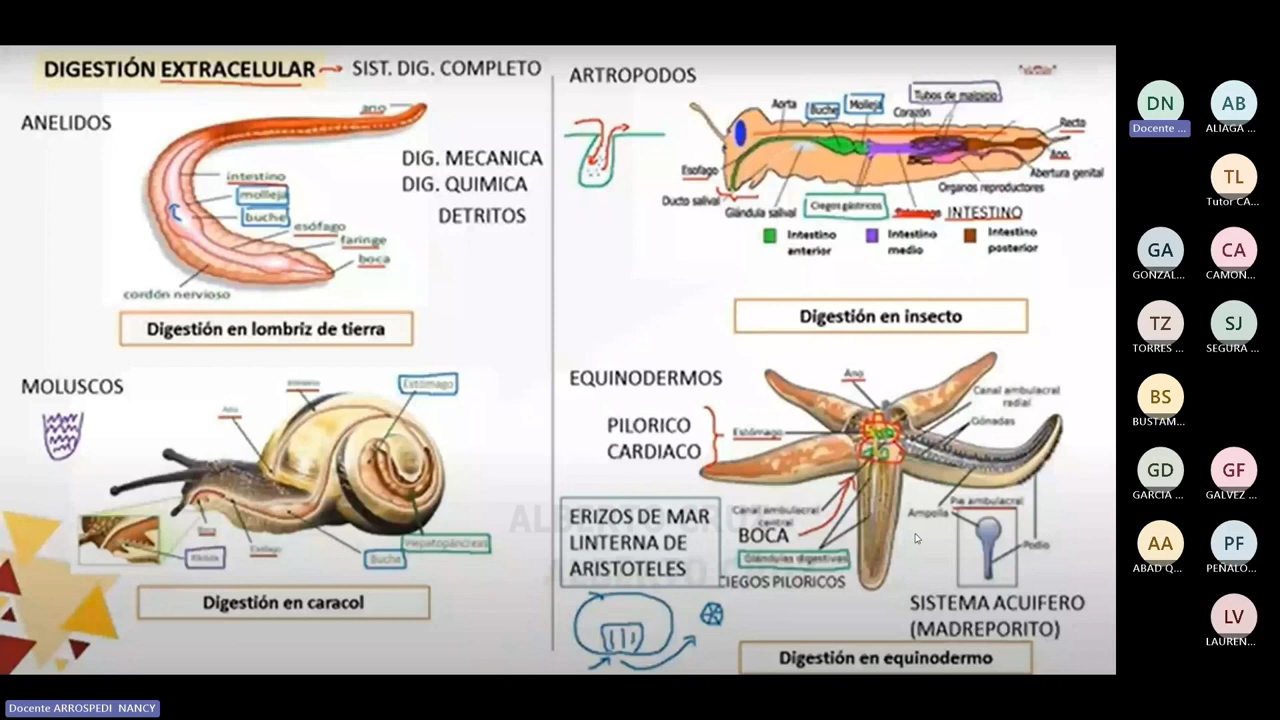 DIGESTIÓN EXTRACELULAR → SIST. DIG. COMPLETO
ANELIDOS
ano
intestino
molleja
buche
esófago
faringe
boca
cordón nervioso
DIG. MECANICA
DIG. QUIMICA
DETRITOS
Digestión en lombriz de tierra
MOLUSCOS
Estómago
Ano
Esófago
Buche
Hepatopáncreas
Digestión en caracol
ARTROPODOS
Aorta
Buche
Molleja
Corazón
Tubos de malpigio
Recto
Ano
Abertura genital
Organos reproductores
Esofago
Ducto salival
Glándula salival
Ciegos gástricos
INTESTINO
Intestino anterior
Intestino medio
Intestino posterior
Digestión en insecto
EQUINODERMOS
PILORICO
CARDIACO
Ano
Estómago
Canal ambulacral radial
Gónadas
Pie ambulacral
Ampolla
Podio
Canal ambulacral central
BOCA
Glándulas digestivas
CIEGOS PILORICOS
ERIZOS DE MAR
LINTERNA DE
ARISTOTELES
SISTEMA ACUIFERO
(MADREPORITO)
Digestión en equinodermo
DN
Docente ...
AB
ALIAGA ...
TL
Tutor CA...
GA
GONZAL...
CA
CAMON...
TZ
TORRES ...
SJ
SEGURA ...
BS
BUSTAM...
GD
GARCIA ...
GF
GALVEZ ...
AA
ABAD Q...
PF
PEÑALO...
LV
LAUREN...
Docente ARROSPEDI NANCY